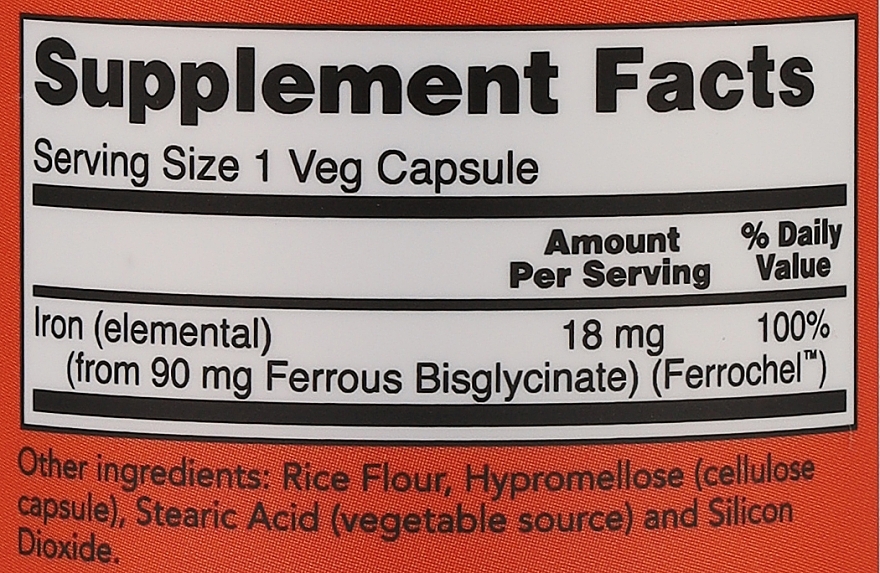 Supplement Facts
Serving Size 1 Veg Capsule
Amount Per Serving
% Daily Value
Iron (elemental) 18 mg 100%
(from 90 mg Ferrous Bisglycinate) (Ferrochel™)
Other ingredients: Rice Flour, Hypromellose (cellulose
capsule), Stearic Acid (vegetable source) and Silicon
Dioxide.